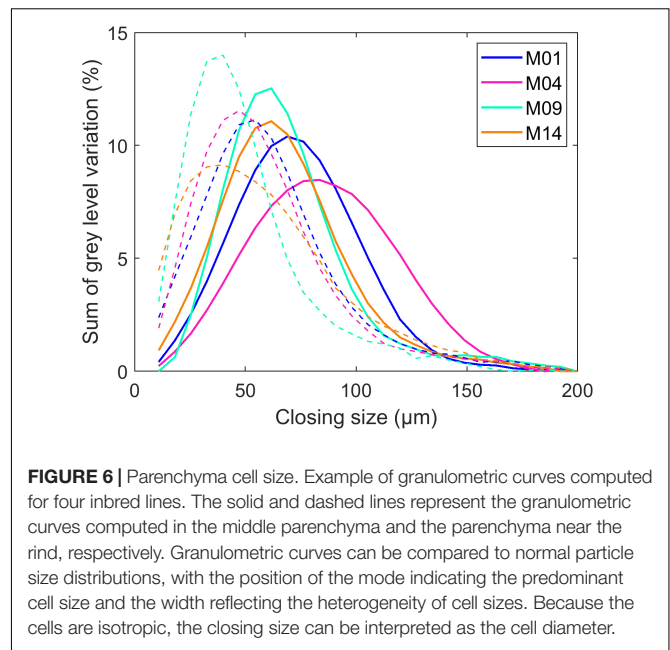 15
10
5
0
Sum of grey level variation (%)
M01
M04
M09
M14
0 50 100 150 200
Closing size (µm)
FIGURE 6 | Parenchyma cell size. Example of granulometric curves computed
for four inbred lines. The solid and dashed lines represent the granulometric
curves computed in the middle parenchyma and the parenchyma near the
rind, respectively. Granulometric curves can be compared to normal particle
size distributions, with the position of the mode indicating the predominant
cell size and the width reflecting the heterogeneity of cell sizes. Because the
cells are isotropic, the closing size can be interpreted as the cell diameter.